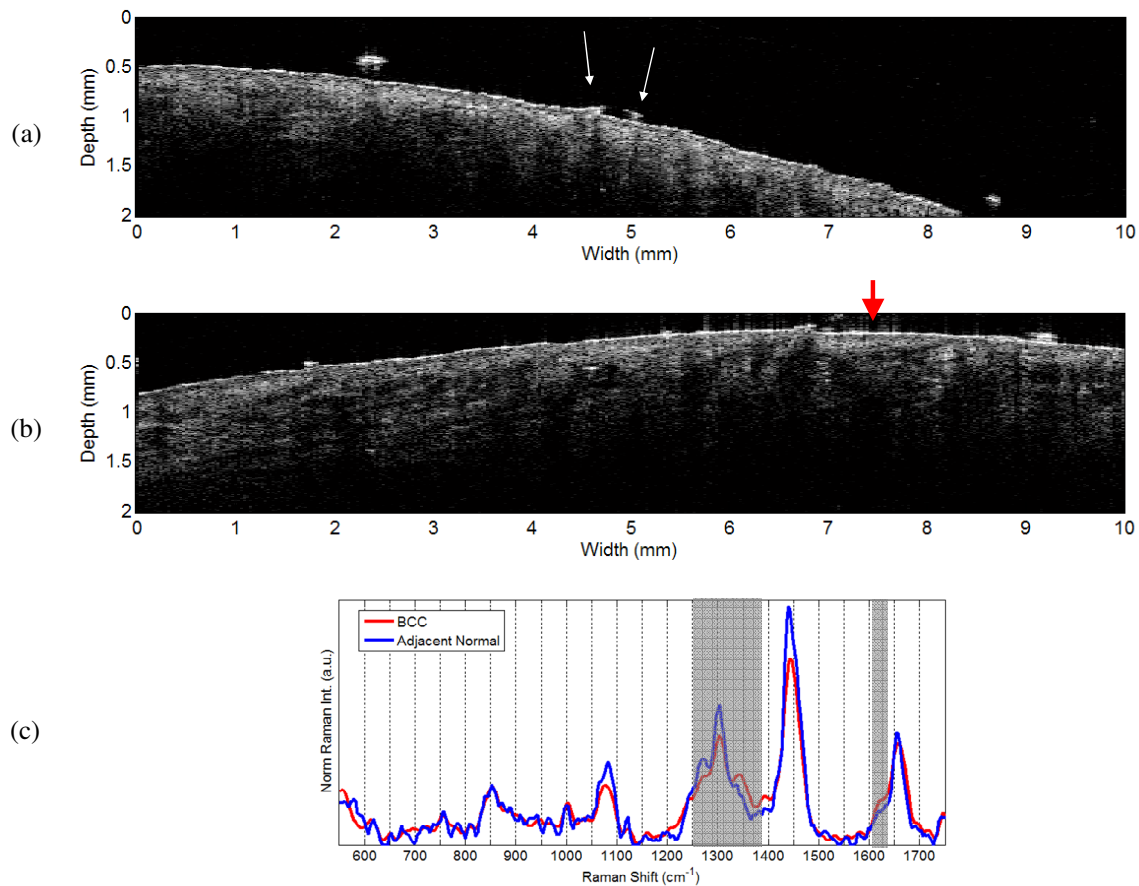 (a)
Depth (mm)
0
0.5
1
1.5
2
0 1 2 3 4 5 6 7 8 9 10
Width (mm)
(b)
Depth (mm)
0
0.5
1
1.5
2
0 1 2 3 4 5 6 7 8 9 10
Width (mm)
(c)
Norm Raman Int. (a.u.)
BCC
Adjacent Normal
600 700 800 900 1000 1100 1200 1300 1400 1500 1600 1700
Raman Shift (cm⁻¹)